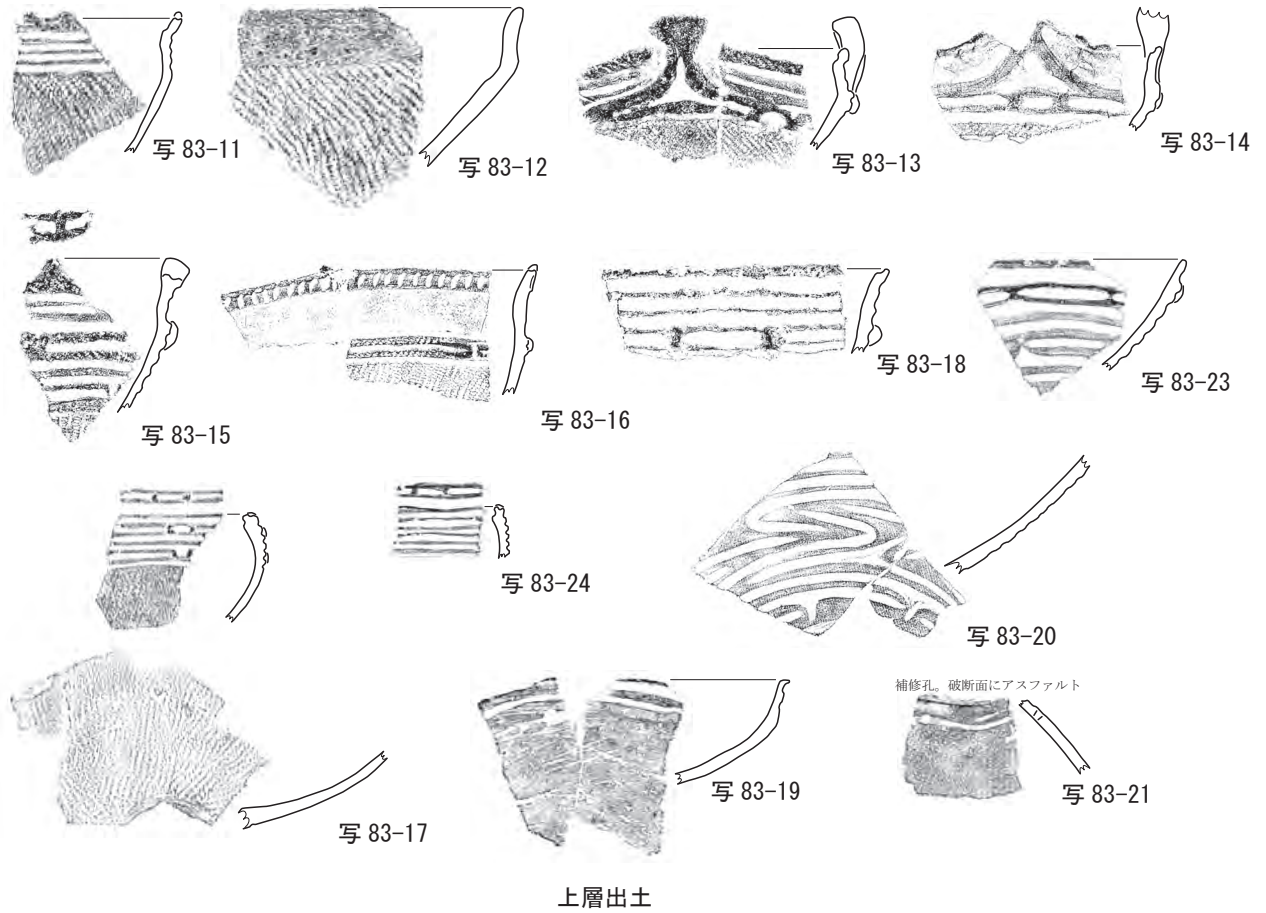 写 83-11
写 83-12
写 83-13
写 83-14
写 83-15
写 83-16
写 83-18
写 83-23
写 83-24
写 83-20
補修孔。破断面にアスファルト
写 83-17
写 83-19
写 83-21
上層出土